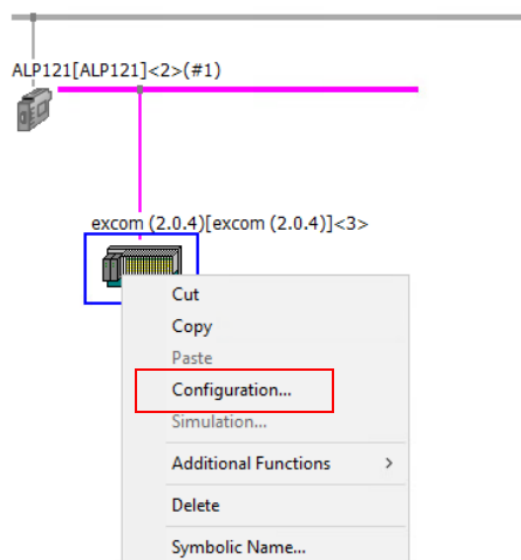 ALP121[ALP121]<2>(#1)
excom (2.0.4)[excom (2.0.4)]<3>
Cut
Copy
Paste
Configuration...
Simulation...
Additional Functions >
Delete
Symbolic Name...